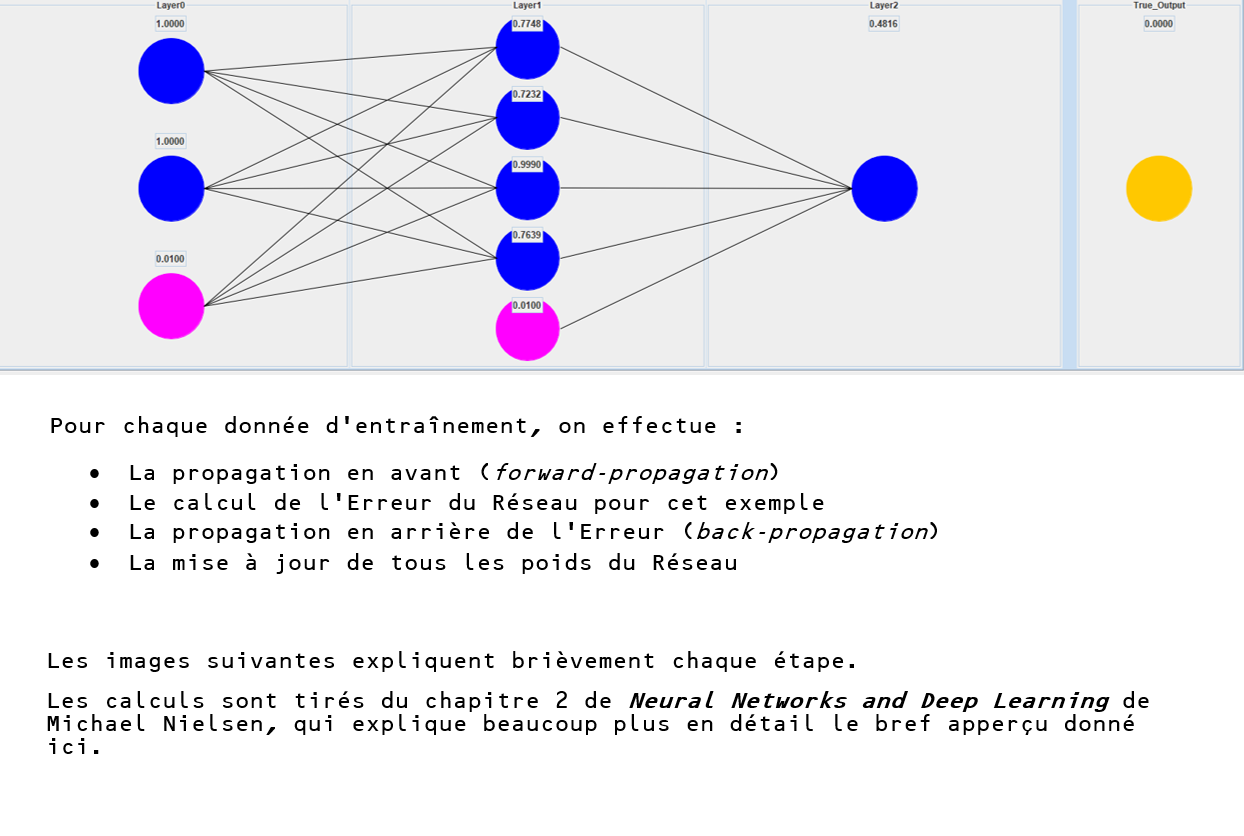 Layer0 Layer1 Layer2 True_Output
1.0000 0.7748 0.4816 0.0000
0.7232
1.0000
0.9990
0.7639
0.0100
0.0100
Pour chaque donnée d'entraînement, on effectue :
• La propagation en avant (forward-propagation)
• Le calcul de l'Erreur du Réseau pour cet exemple
• La propagation en arrière de l'Erreur (back-propagation)
• La mise à jour de tous les poids du Réseau
Les images suivantes expliquent brièvement chaque étape.
Les calculs sont tirés du chapitre 2 de Neural Networks and Deep Learning de
Michael Nielsen, qui explique beaucoup plus en détail le bref apperçu donné
ici.